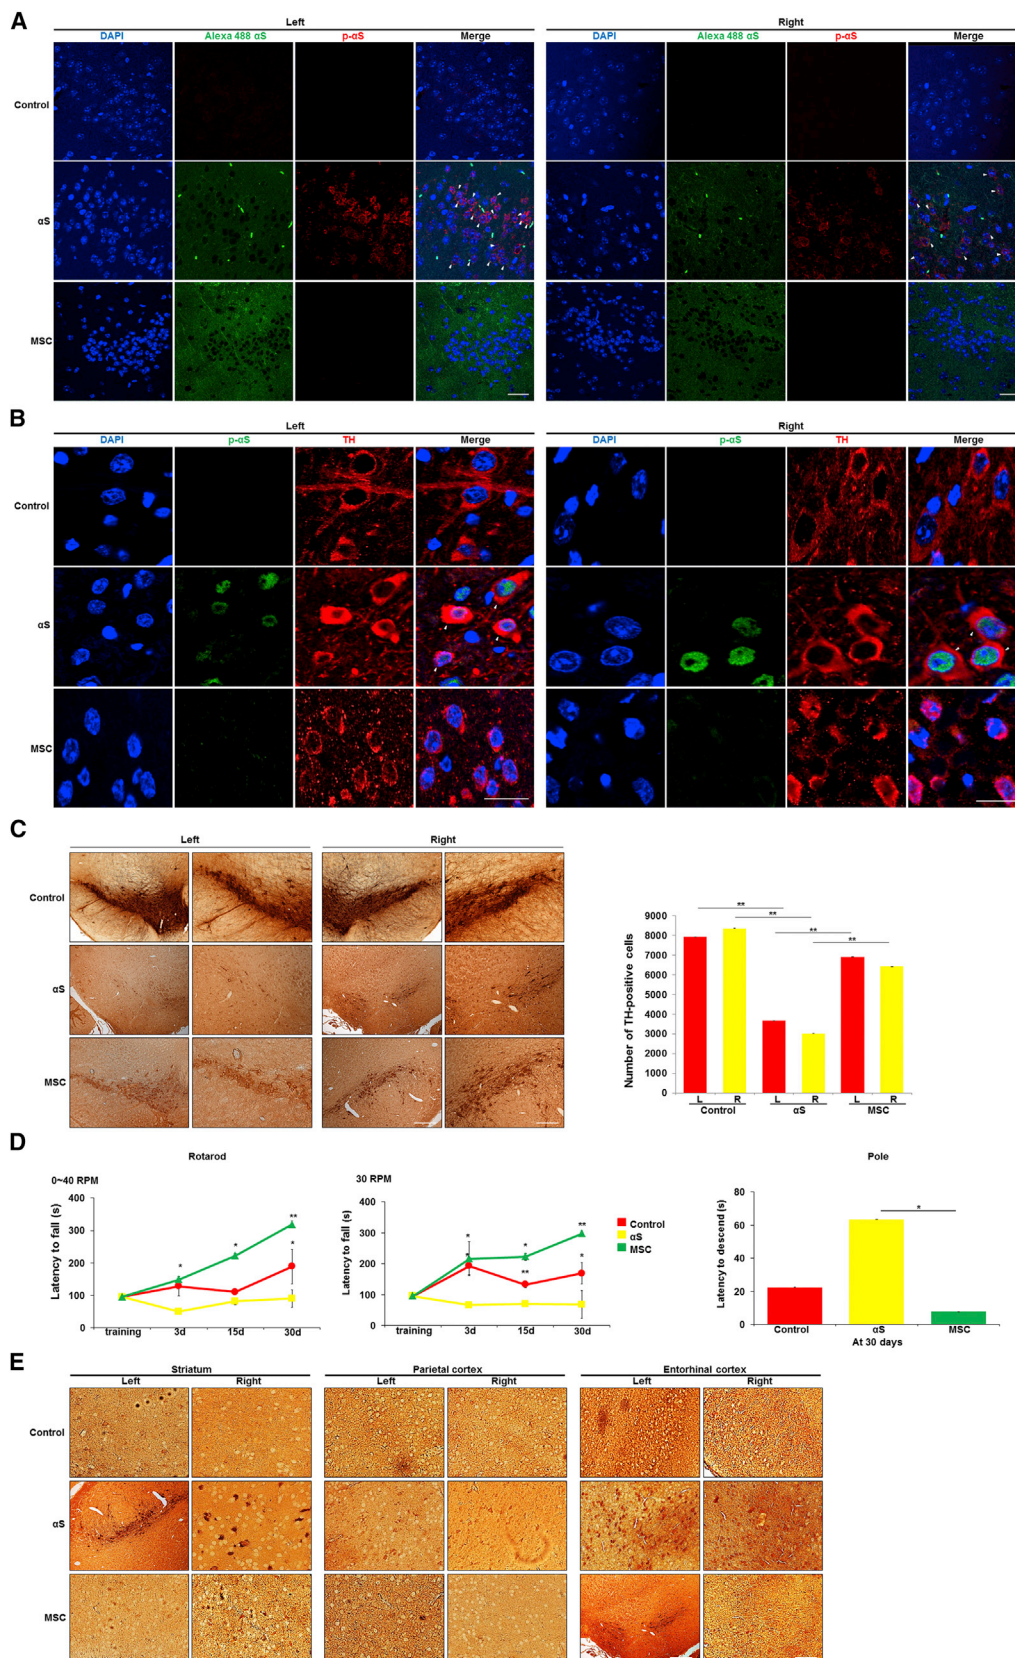 A
Left Right
DAPI Alexa 488 αS p-αS Merge DAPI Alexa 488 αS p-αS Merge
Control
αS
MSC
B
Left Right
DAPI p-αS TH Merge DAPI p-αS TH Merge
Control
αS
MSC
C
Left Right
Control
αS
MSC
Number of TH-positive cells
9000
8000
7000
6000
5000
4000
3000
2000
1000
0
**
**
**
**
L R L R L R
Control αS MSC
D
Rotarod
0~40 RPM
Latency to fall (s)
400
300
200
100
0
* * ** *
training 3d 15d 30d
30 RPM
Latency to fall (s)
400
300
200
100
0
* * * ** ** *
training 3d 15d 30d
Control
αS
MSC
Pole
Latency to descend (s)
80
60
40
20
0
*
Control αS MSC
At 30 days
E
Striatum Parietal cortex Entorhinal cortex
Left Right Left Right Left Right
Control
αS
MSC